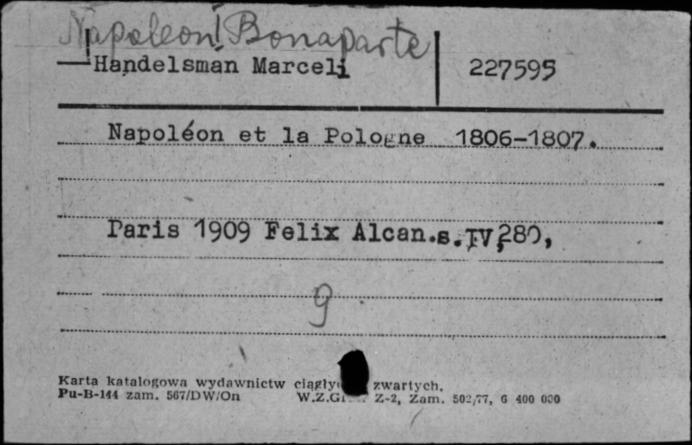 Napoleon I Bonaparte
Handelsman Marceli 227595
Napoléon et la Pologne 1806-1807.
Paris 1909 Felix Alcan.s.IV,280,
9
Karta katalogowa wydawnictw zwartych,
Pu-B-144 zam. 567/DW/On W.Z. Z-2, Zam. 502/77, 6 400 000